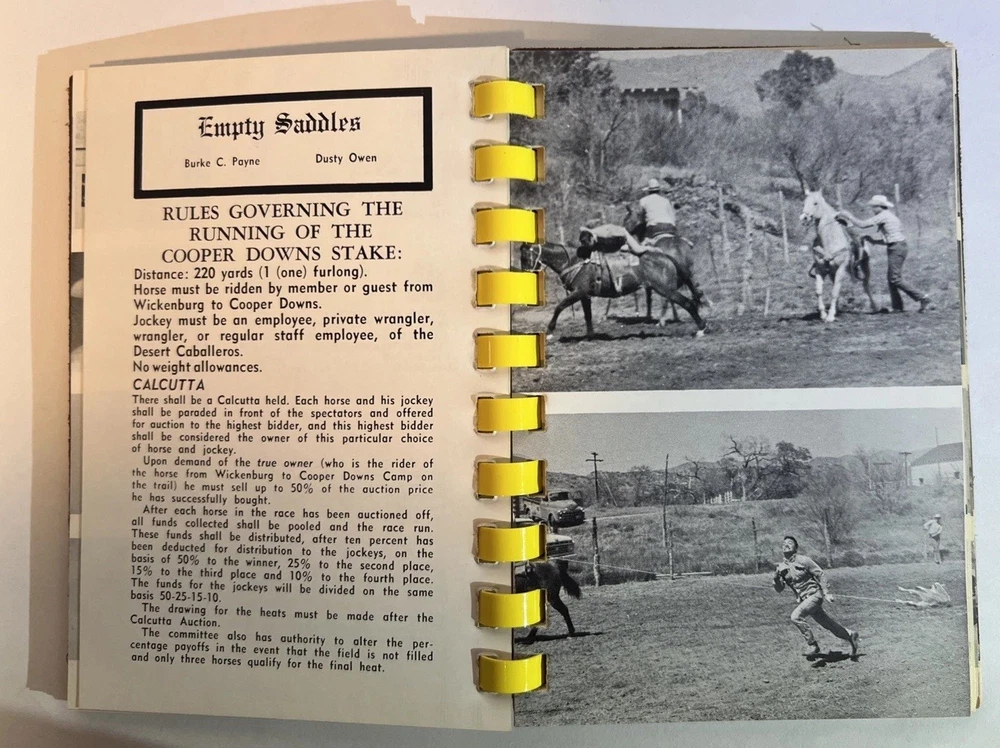 Empty Saddles
Burke C. Payne Dusty Owen
RULES GOVERNING THE
RUNNING OF THE
COOPER DOWNS STAKE:
Distance: 220 yards (1 (one) furlong).
Horse must be ridden by member or guest from
Wickenburg to Cooper Downs.
Jockey must be an employee, private wrangler,
wrangler, or regular staff employee, of the
Desert Caballeros.
No weight allowances.
CALCUTTA
There shall be a Calcutta held. Each horse and his jockey
shall be paraded in front of the spectators and offered
for auction to the highest bidder, and this highest bidder
shall be considered the owner of this particular choice
of horse and jockey.
Upon demand of the true owner (who is the rider of
the horse from Wickenburg to Cooper Downs Camp on
the trail) he must sell up to 50% of the auction price
he has successfully bought.
After each horse in the race has been auctioned off,
all funds collected shall be pooled and the race run.
These funds shall be distributed, after ten percent has
been deducted for distribution to the jockeys, on the
basis of 50% to the winner, 25% to the second place,
15% to the third place and 10% to the fourth place.
The funds for the jockeys will be divided on the same
basis 50-25-15-10.
The drawing for the heats must be made after the
Calcutta Auction.
The committee also has authority to alter the per-
centage payoffs in the event that the field is not filled
and only three horses qualify for the final heat.